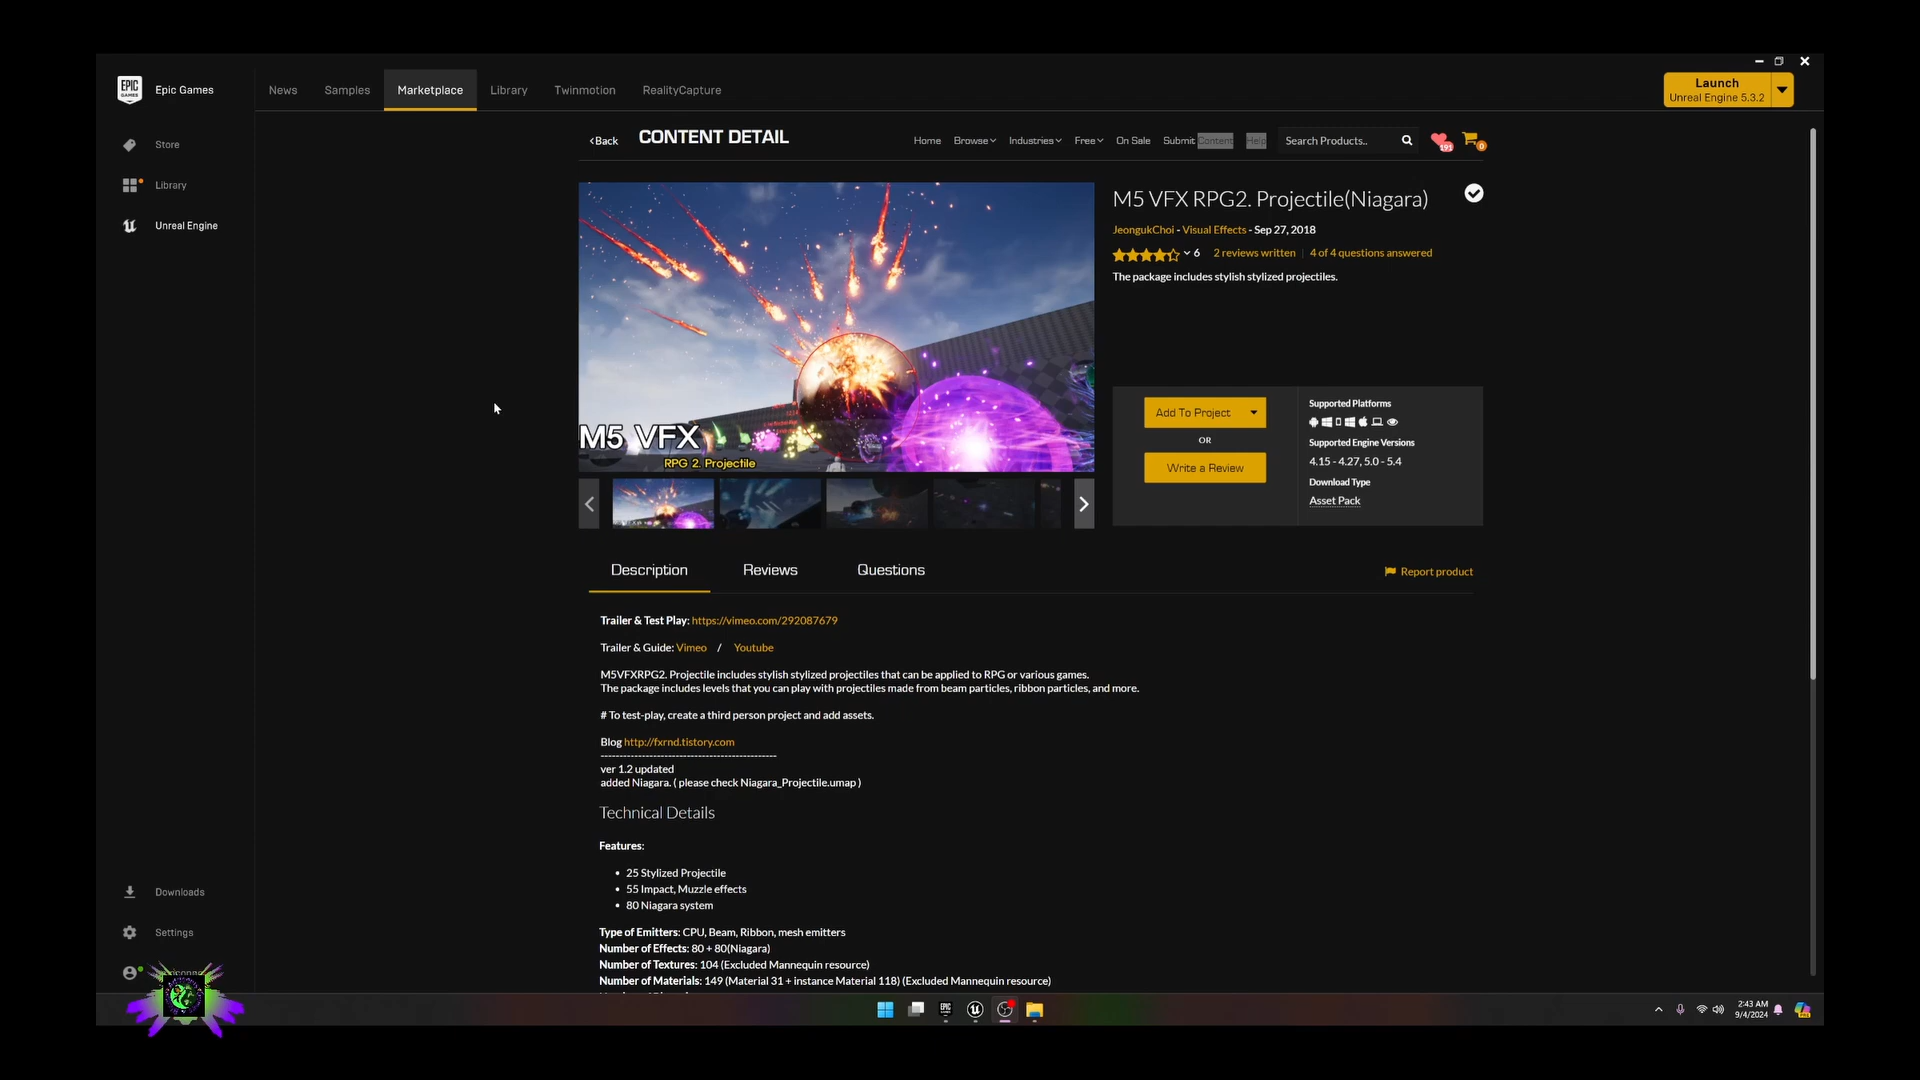 EPIC GAMES
Epic Games
News
Samples
Marketplace
Library
Twinmotion
RealityCapture
Launch
Unreal Engine 5.3.2
Store
Library
Unreal Engine
Downloads
Settings
Back
CONTENT DETAIL
Home
Browse
Industries
Free
On Sale
Submit Content
Help
Search Products..
191
0
M5 VFX
RPG 2. Projectile
M5 VFX RPG2. Projectile(Niagara)
JeongukChoi - Visual Effects - Sep 27, 2018
6
2 reviews written
4 of 4 questions answered
The package includes stylish stylized projectiles.
Add To Project
OR
Write a Review
Supported Platforms
Supported Engine Versions
4.15 - 4.27, 5.0 - 5.4
Download Type
Asset Pack
Description
Reviews
Questions
Report product
Trailer & Test Play: https://vimeo.com/292087679
Trailer & Guide: Vimeo / Youtube
M5VFXRPG2. Projectile includes stylish stylized projectiles that can be applied to RPG or various games.
The package includes levels that you can play with projectiles made from beam particles, ribbon particles, and more.
# To test-play, create a third person project and add assets.
Blog http://fxrnd.tistory.com
------------------------------------------------
ver 1.2 updated
added Niagara. ( please check Niagara_Projectile.umap )
Technical Details
Features:
• 25 Stylized Projectile
• 55 Impact, Muzzle effects
• 80 Niagara system
Type of Emitters: CPU, Beam, Ribbon, mesh emitters
Number of Effects: 80 + 80(Niagara)
Number of Textures: 104 (Excluded Mannequin resource)
Number of Materials: 149 (Material 31 + instance Material 118) (Excluded Mannequin resource)
2:43 AM
9/4/2024